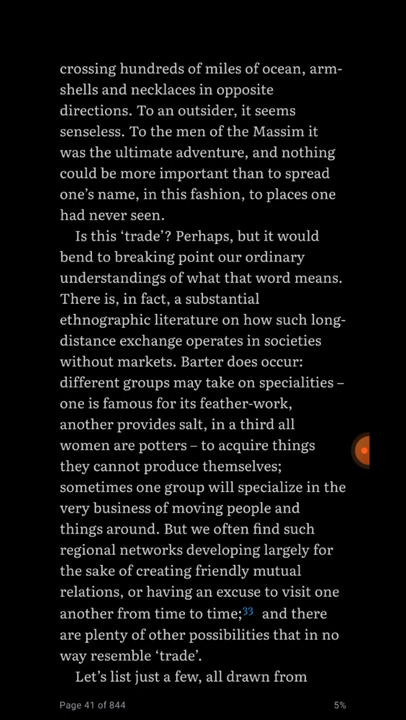 crossing hundreds of miles of ocean, arm-
shells and necklaces in opposite
directions. To an outsider, it seems
senseless. To the men of the Massim it
was the ultimate adventure, and nothing
could be more important than to spread
one’s name, in this fashion, to places one
had never seen.
Is this ‘trade’? Perhaps, but it would
bend to breaking point our ordinary
understandings of what that word means.
There is, in fact, a substantial
ethnographic literature on how such long-
distance exchange operates in societies
without markets. Barter does occur:
different groups may take on specialities –
one is famous for its feather-work,
another provides salt, in a third all
women are potters – to acquire things
they cannot produce themselves;
sometimes one group will specialize in the
very business of moving people and
things around. But we often find such
regional networks developing largely for
the sake of creating friendly mutual
relations, or having an excuse to visit one
another from time to time;33 and there
are plenty of other possibilities that in no
way resemble ‘trade’.
Let’s list just a few, all drawn from
Page 41 of 844 5%